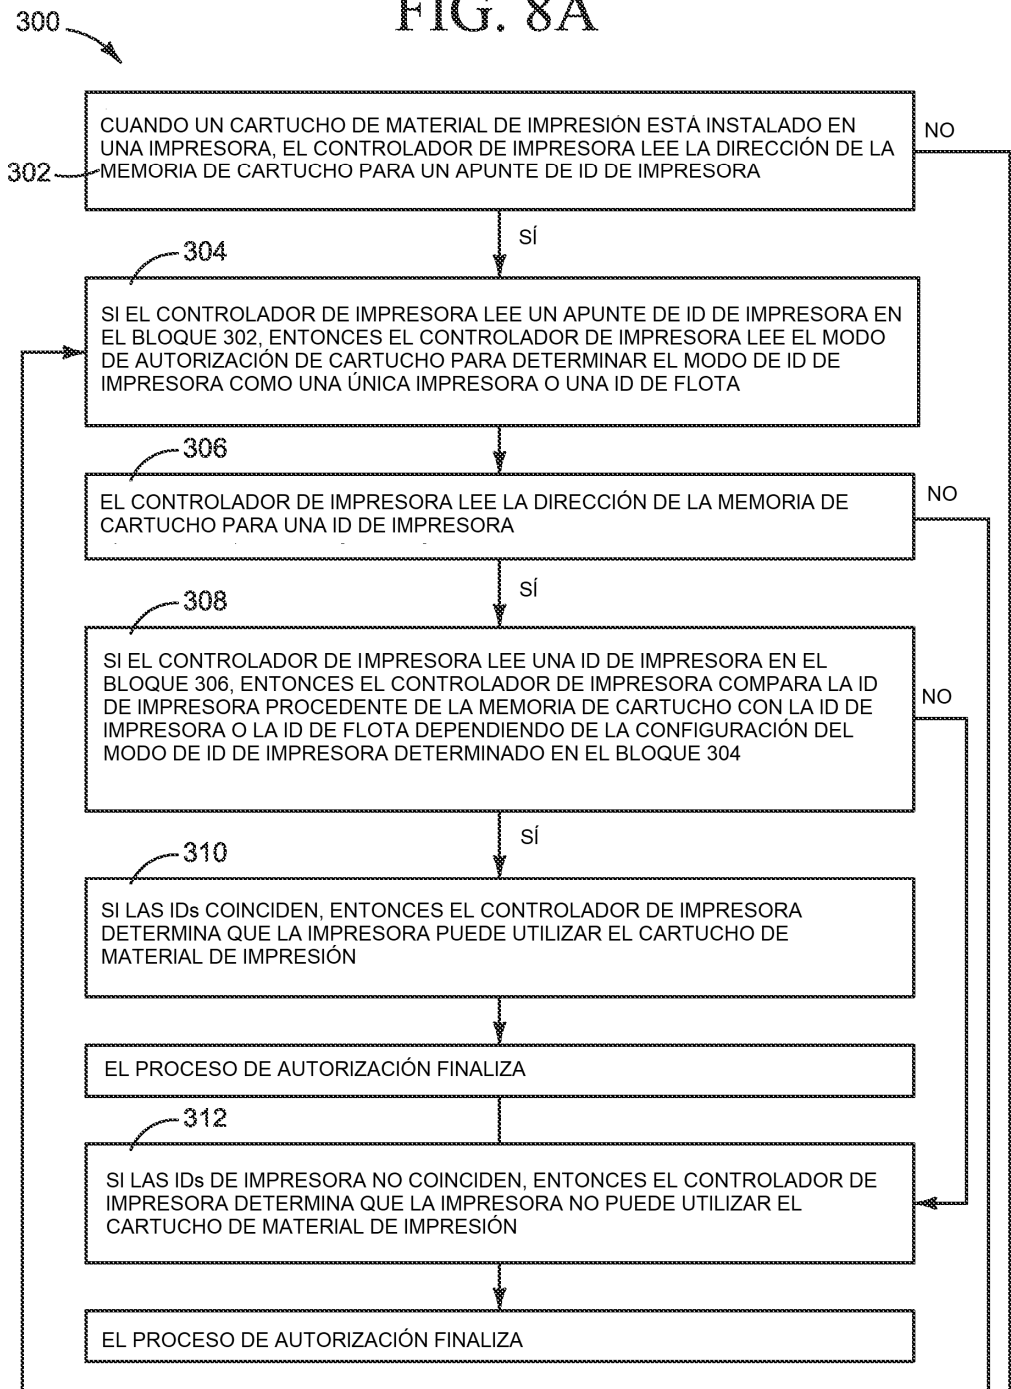 FIG. 8A
300
CUANDO UN CARTUCHO DE MATERIAL DE IMPRESIÓN ESTÁ INSTALADO EN
UNA IMPRESORA, EL CONTROLADOR DE IMPRESORA LEE LA DIRECCIÓN DE LA
MEMORIA DE CARTUCHO PARA UN APUNTE DE ID DE IMPRESORA
NO
302
SÍ
304
SI EL CONTROLADOR DE IMPRESORA LEE UN APUNTE DE ID DE IMPRESORA EN
EL BLOQUE 302, ENTONCES EL CONTROLADOR DE IMPRESORA LEE EL MODO
DE AUTORIZACIÓN DE CARTUCHO PARA DETERMINAR EL MODO DE ID DE
IMPRESORA COMO UNA ÚNICA IMPRESORA O UNA ID DE FLOTA
306
EL CONTROLADOR DE IMPRESORA LEE LA DIRECCIÓN DE LA MEMORIA DE
CARTUCHO PARA UNA ID DE IMPRESORA
NO
SÍ
308
SI EL CONTROLADOR DE IMPRESORA LEE UNA ID DE IMPRESORA EN EL
BLOQUE 306, ENTONCES EL CONTROLADOR DE IMPRESORA COMPARA LA ID
DE IMPRESORA PROCEDENTE DE LA MEMORIA DE CARTUCHO CON LA ID DE
IMPRESORA O LA ID DE FLOTA DEPENDIENDO DE LA CONFIGURACIÓN DEL
MODO DE ID DE IMPRESORA DETERMINADO EN EL BLOQUE 304
NO
SÍ
310
SI LAS IDs COINCIDEN, ENTONCES EL CONTROLADOR DE IMPRESORA
DETERMINA QUE LA IMPRESORA PUEDE UTILIZAR EL CARTUCHO DE
MATERIAL DE IMPRESIÓN
EL PROCESO DE AUTORIZACIÓN FINALIZA
312
SI LAS IDs DE IMPRESORA NO COINCIDEN, ENTONCES EL CONTROLADOR DE
IMPRESORA DETERMINA QUE LA IMPRESORA NO PUEDE UTILIZAR EL
CARTUCHO DE MATERIAL DE IMPRESIÓN
EL PROCESO DE AUTORIZACIÓN FINALIZA